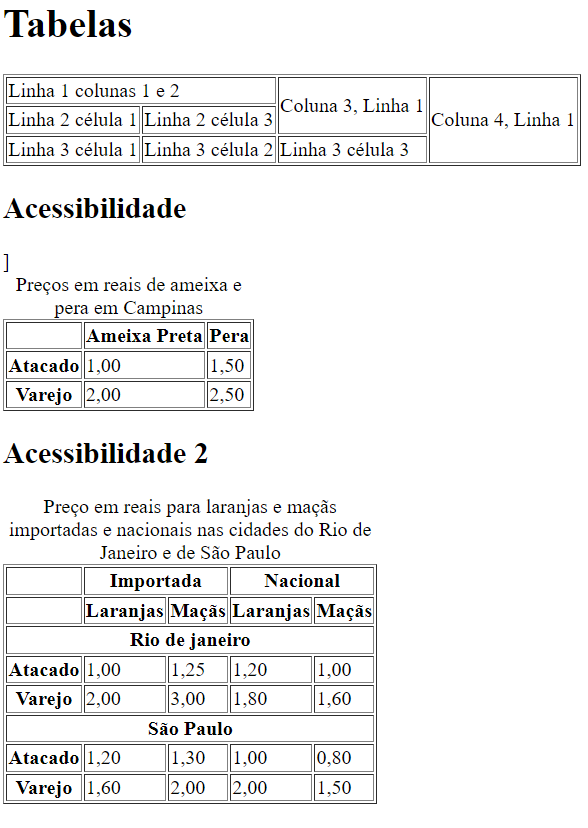 Tabelas
Linha 1 colunas 1 e 2
Coluna 3, Linha 1
Coluna 4, Linha 1
Linha 2 célula 1 Linha 2 célula 3
Linha 3 célula 1 Linha 3 célula 2 Linha 3 célula 3
Acessibilidade
]
Preços em reais de ameixa e
pera em Campinas
Ameixa Preta Pera
Atacado 1,00 1,50
Varejo 2,00 2,50
Acessibilidade 2
Preço em reais para laranjas e maçãs
importadas e nacionais nas cidades do Rio de
Janeiro e de São Paulo
Importada Nacional
Laranjas Maçãs Laranjas Maçãs
Rio de janeiro
Atacado 1,00 1,25 1,20 1,00
Varejo 2,00 3,00 1,80 1,60
São Paulo
Atacado 1,20 1,30 1,00 0,80
Varejo 1,60 2,00 2,00 1,50